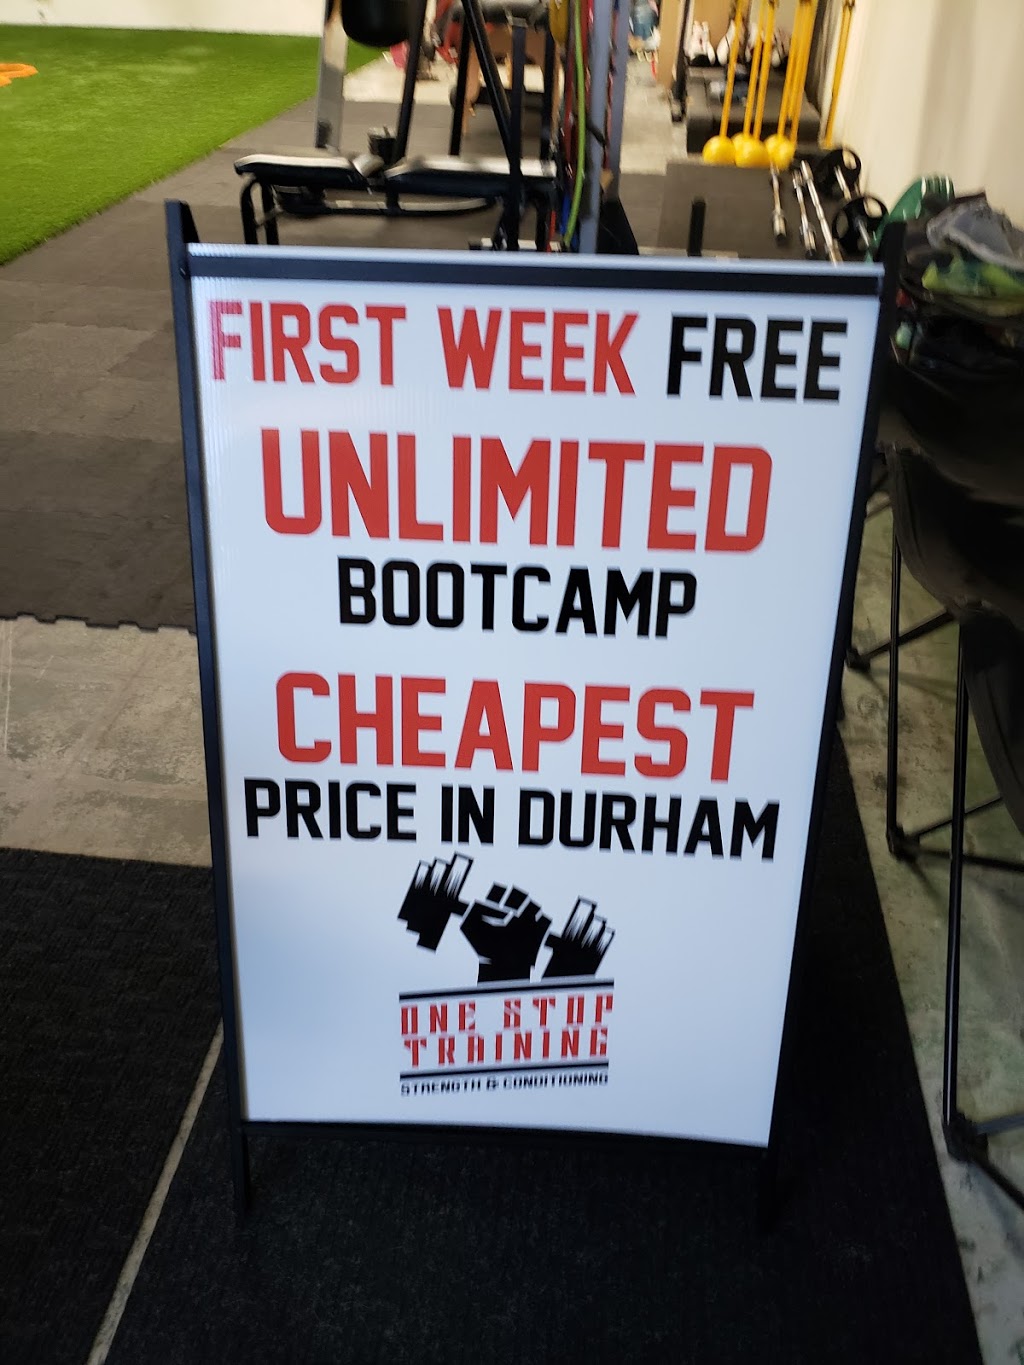 FIRST WEEK FREE
UNLIMITED
BOOTCAMP
CHEAPEST
PRICE IN DURHAM
ONE STOP
TRAINING
STRENGTH & CONDITIONING